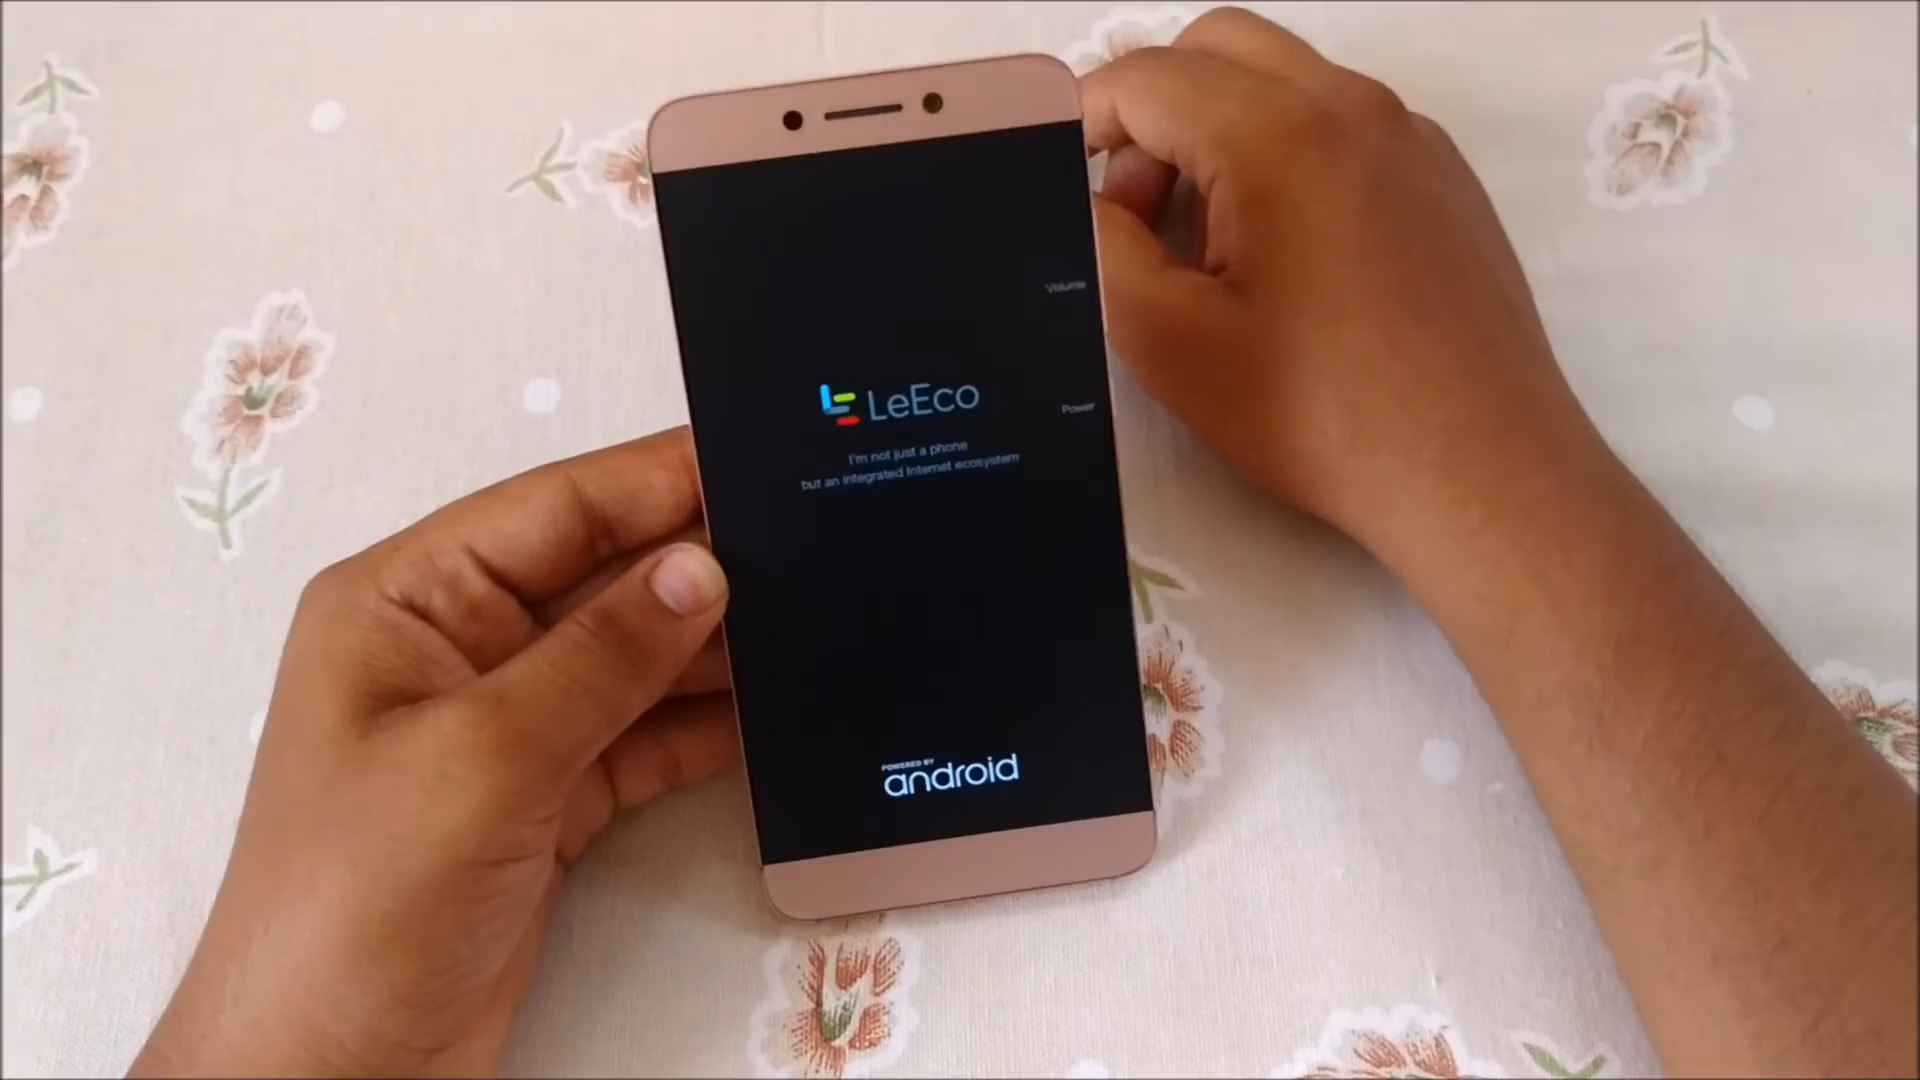 Volume
LeEco
Power
I'm not just a phone
but an integrated Internet ecosystem
POWERED BY
android